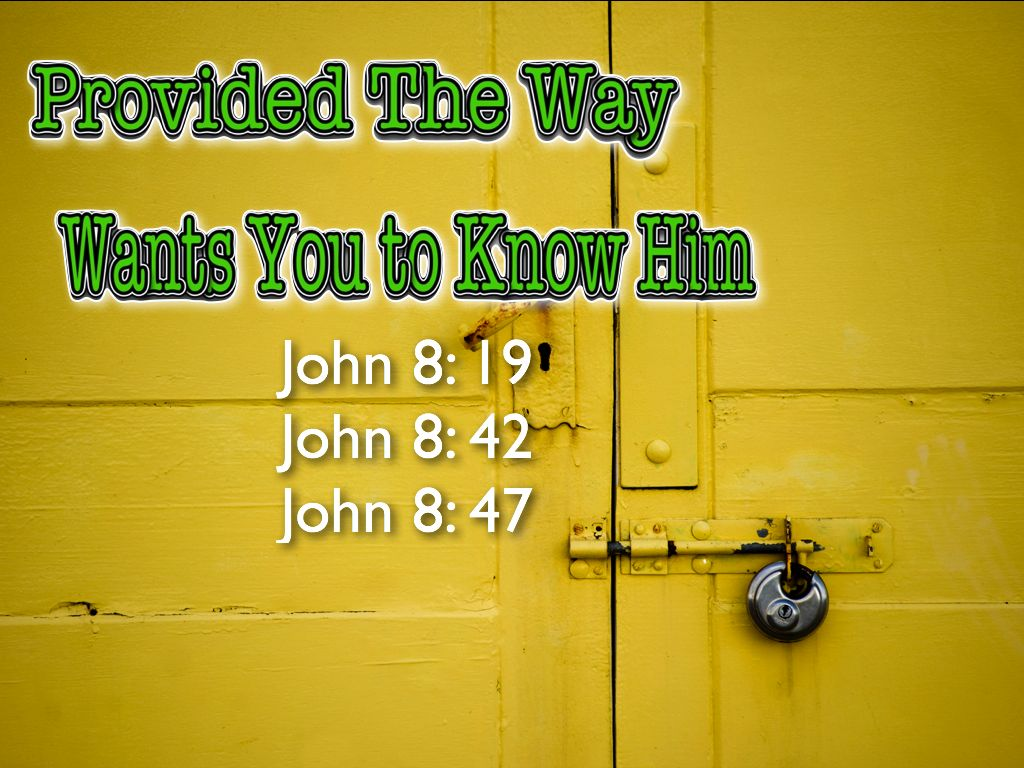 Provided The Way
Wants You to Know Him
John 8: 19
John 8: 42
John 8: 47